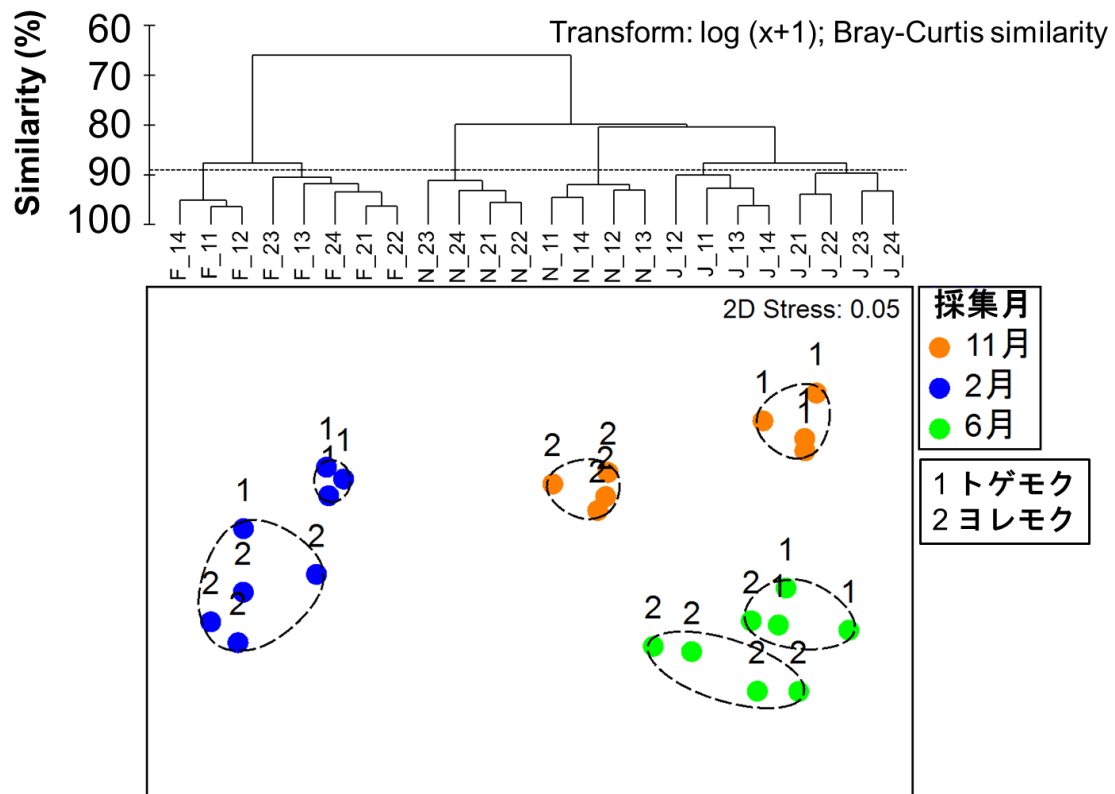 Transform: log (x+1); Bray-Curtis similarity
Similarity (%)
60
70
80
90
100
F_14
F_11
F_12
F_23
F_13
F_24
F_21
F_22
N_23
N_24
N_21
N_22
N_11
N_14
N_12
N_13
J_12
J_11
J_13
J_14
J_21
J_22
J_23
J_24
2D Stress: 0.05
採集月
11月
2月
6月
1 トゲモク
2 ヨレモク
1
1
1
1
2
2
2
2
1
1
1
1
2
2
2
2
1
2
1
1
2
2
2
2